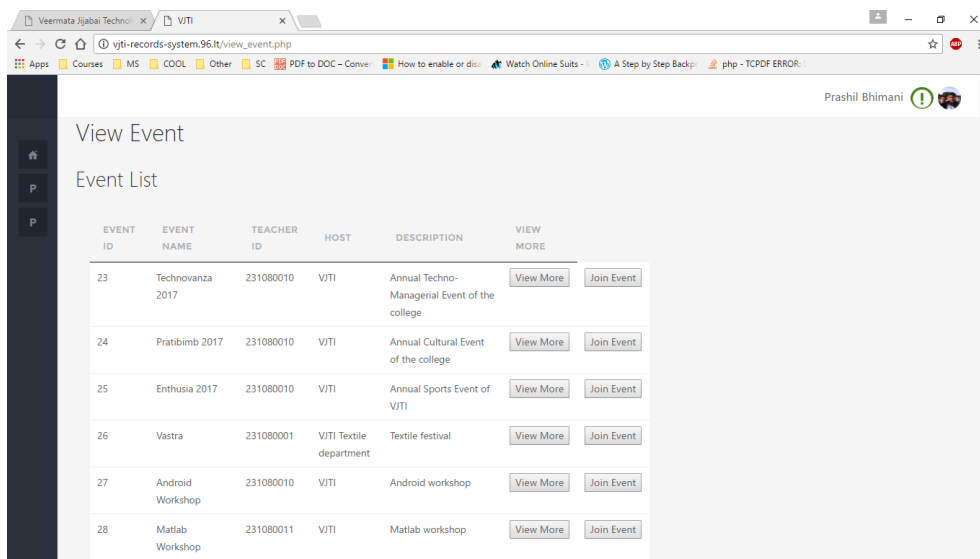 Veermata Jijabai Technol
VJTI
vjti-records-system.96.lt/view_event.php
ABP
Apps Courses MS COOL Other SC PDF to DOC – Conver How to enable or disa Watch Online Suits - A Step by Step Backp php - TCPDF ERROR:
Prashil Bhimani
View Event
P
Event List
P
EVENT ID EVENT NAME TEACHER ID HOST DESCRIPTION VIEW MORE
23 Technovanza 231080010 VJTI Annual Techno- View More Join Event
2017 Managerial Event of the
college
24 Pratibimb 2017 231080010 VJTI Annual Cultural Event View More Join Event
of the college
25 Enthusia 2017 231080010 VJTI Annual Sports Event of View More Join Event
VJTI
26 Vastra 231080001 VJTI Textile Textile festival View More Join Event
department
27 Android 231080010 VJTI Android workshop View More Join Event
Workshop
28 Matlab 231080011 VJTI Matlab workshop View More Join Event
Workshop